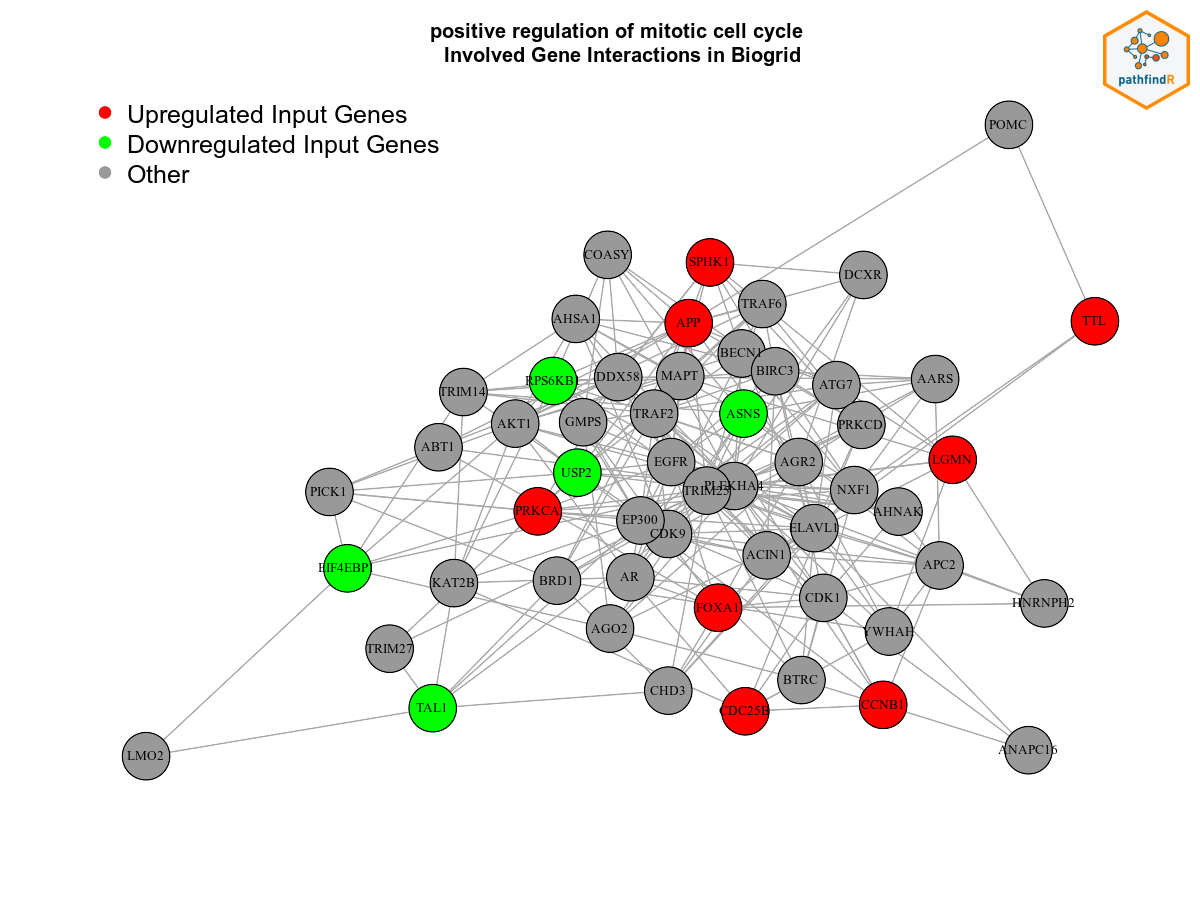 positive regulation of mitotic cell cycle
Involved Gene Interactions in Biogrid
pathfindR
Upregulated Input Genes
Downregulated Input Genes
Other
POMC
COASY
SPHK1
DCXR
TRAF6
AHSA1
APP
TTL
BECN1
BIRC3
DDX58
MAPT
RPS6KB1
ATG7
AARS
TRIM14
TRAF2
ASNS
AKT1
GMPS
PRKCD
ABT1
EGFR
AGR2
LGMN
USP2
PICK1
TRIM25
PLEKHA4
NXF1
PRKCA
AHNAK
EP300
CDK9
ELAVL1
ACIN1
APC2
EIF4EBP1
KAT2B
BRD1
AR
CDK1
FOXA1
HNRNPH2
AGO2
YWHAH
TRIM27
CHD3
BTRC
TAL1
CDC25B
CCNB1
LMO2
ANAPC16